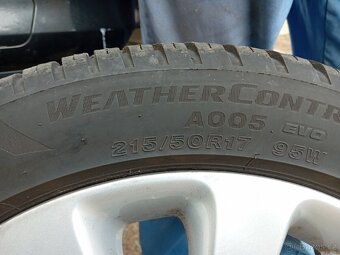 WEATHERCONTR
A005 EVO
215/50R17 95W